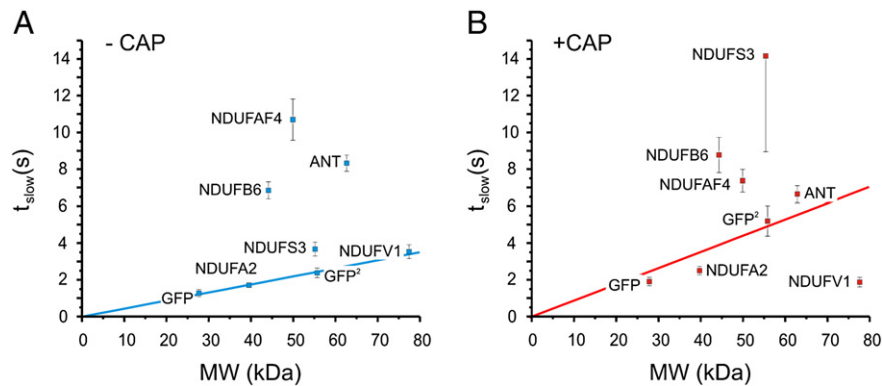 A
- CAP
14
12
10
8
6
4
2
0
t_slow(s)
NDUFAF4
ANT
NDUFB6
NDUFS3
NDUFV1
NDUFA2
GFP
GFP²
0 10 20 30 40 50 60 70 80
MW (kDa)
B
+CAP
14
12
10
8
6
4
2
0
t_slow(s)
NDUFS3
NDUFB6
NDUFAF4
ANT
GFP²
NDUFA2
GFP
NDUFV1
0 10 20 30 40 50 60 70 80
MW (kDa)